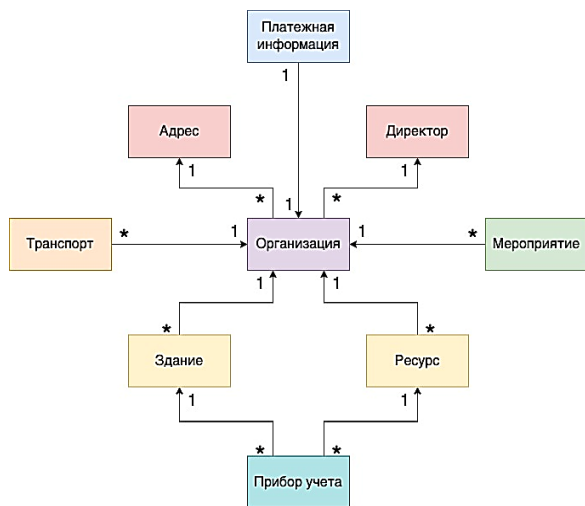 Платежная
информация
1
Адрес
Директор
1
1
*
1
*
Транспорт
*
1
Организация
1
*
Мероприятие
1
1
*
*
Здание
Ресурс
1
1
*
*
Прибор учета